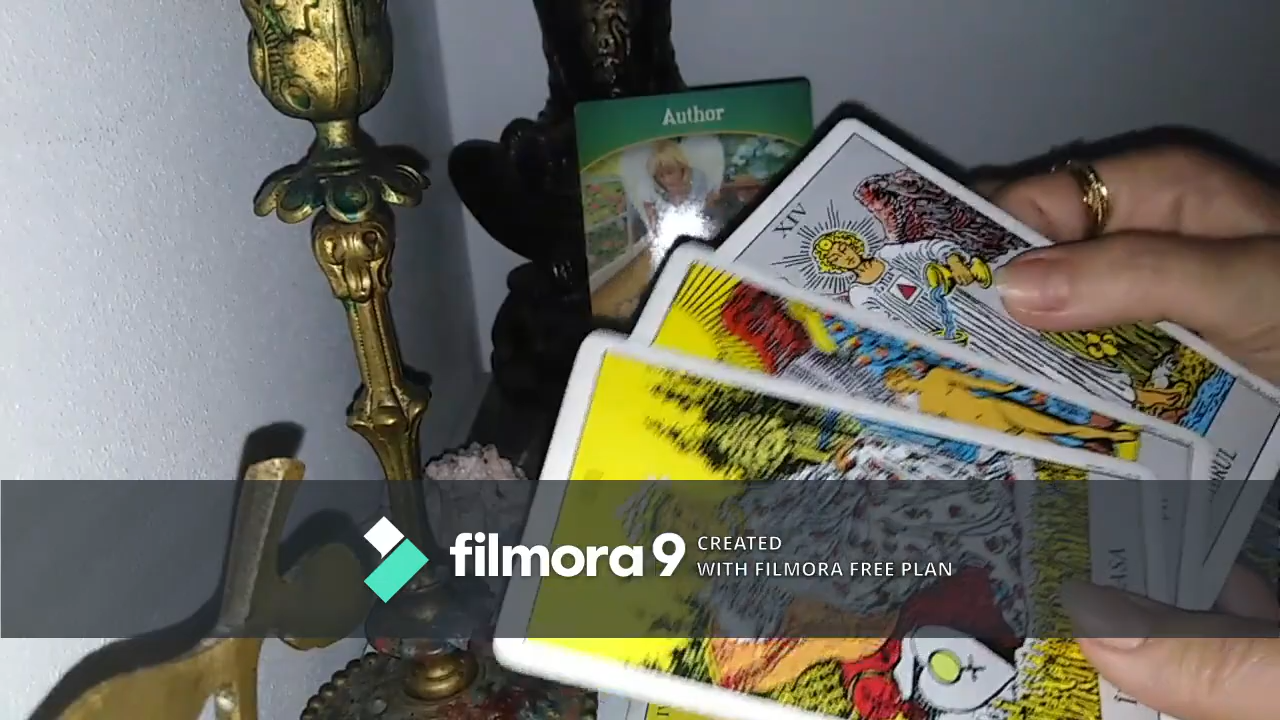 Author
XIV
filmora9
CREATED
WITH FILMORA FREE PLAN